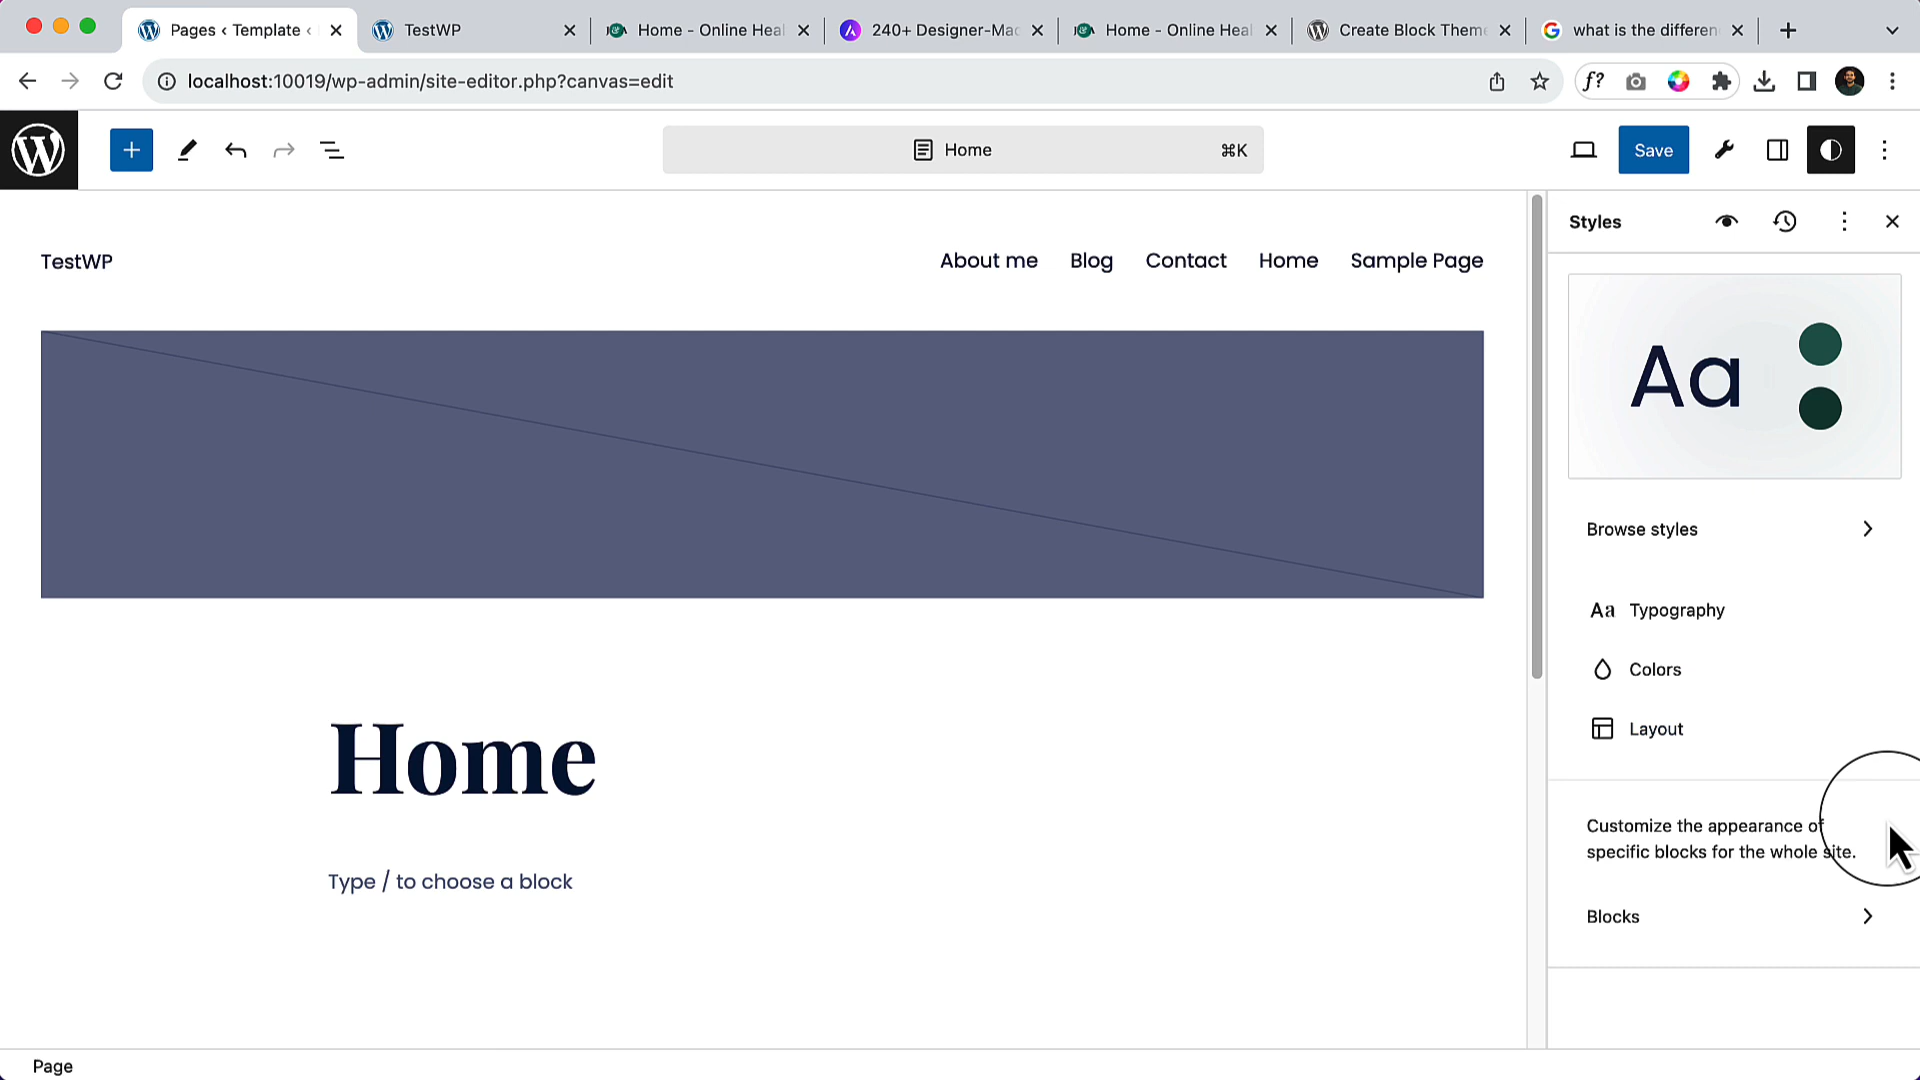 Pages ‹ Template ‹
TestWP
Home - Online Heal
240+ Designer-Mac
Home - Online Heal
Create Block Theme
what is the differen
localhost:10019/wp-admin/site-editor.php?canvas=edit
f?
Home
⌘K
Save
Styles
TestWP
About me
Blog
Contact
Home
Sample Page
Aa
Browse styles
Aa Typography
Colors
Layout
Home
Customize the appearance of
specific blocks for the whole site.
Type / to choose a block
Blocks
Page